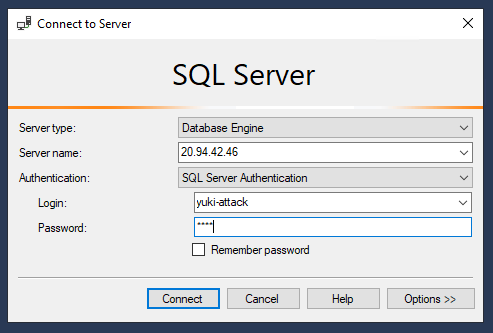 Connect to Server
SQL Server
Server type: Database Engine
Server name: 20.94.42.46
Authentication: SQL Server Authentication
Login: yuki-attack
Password: ****
Remember password
Connect Cancel Help Options >>